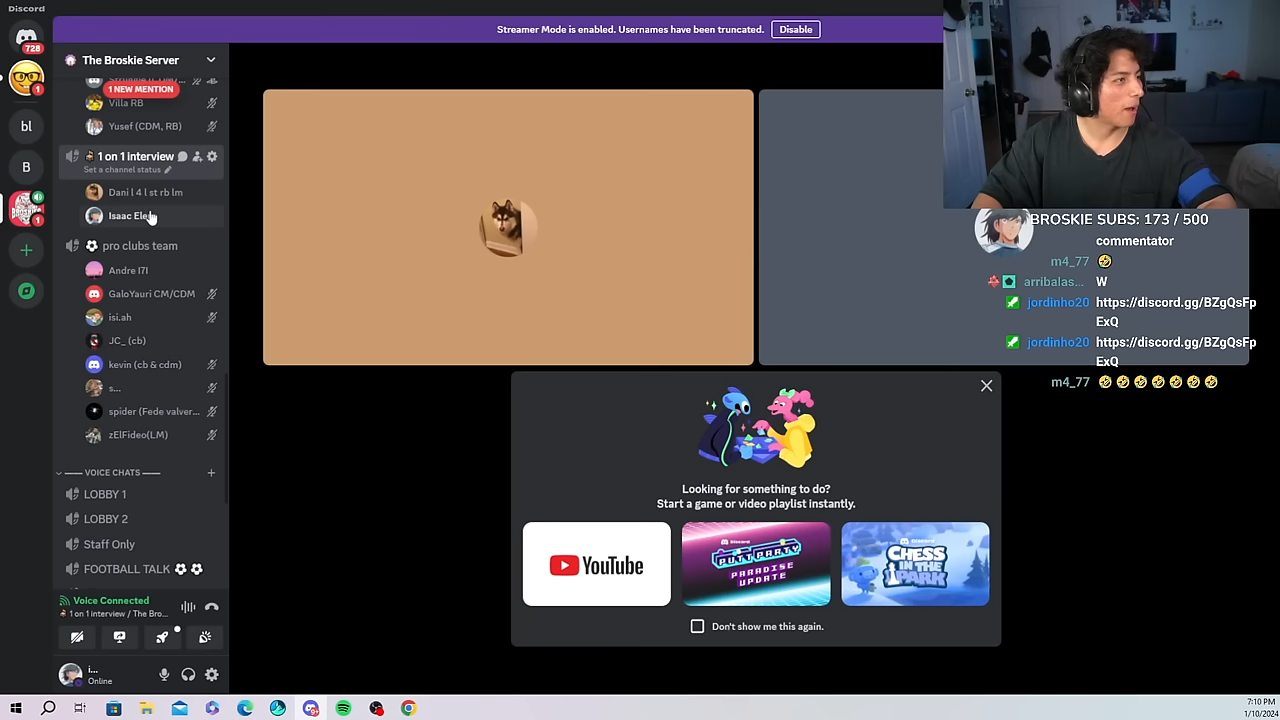 Discord
Streamer Mode is enabled. Usernames have been truncated.
Disable
728
1
bl
B
1
The Broskie Server
1 NEW MENTION
Villa RB
Yusef (CDM, RB)
1 on 1 interview
Set a channel status
Dani l 4 l st rb lm
pro clubs team
Andre l7l
GaloYauri CM/CDM
isi.ah
JC_ (cb)
kevin (cb & cdm)
s...
spider (Fede valver...
zElFideo(LM)
VOICE CHATS
LOBBY 1
LOBBY 2
Staff Only
FOOTBALL TALK
Voice Connected
1 on 1 interview / The Bro...
i...
Online
Looking for something to do?
Start a game or video playlist instantly.
YouTube
Discord
PUTT PARTY
PARADISE
UPDATE
Discord
CHESS
IN THE
PARK
Don't show me this again.
BROSKIE SUBS: 173 / 500
commentator
m4_77
arribalas... W
jordinho20 https://discord.gg/BZgQsFp
ExQ
jordinho20 https://discord.gg/BZgQsFp
ExQ
m4_77
7:10 PM
1/10/2024